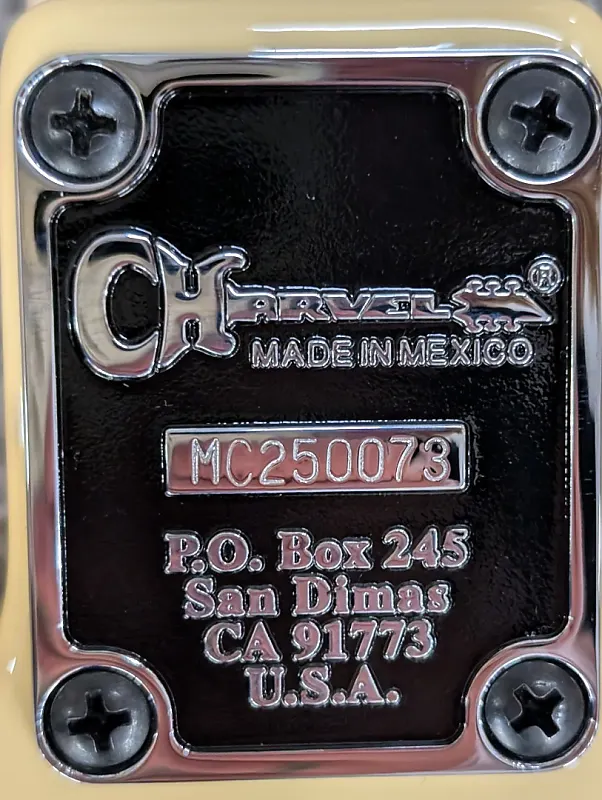 CHARVEL ®
MADE IN MEXICO
MC250073
P.O. Box 245
San Dimas
CA 91773
U.S.A.